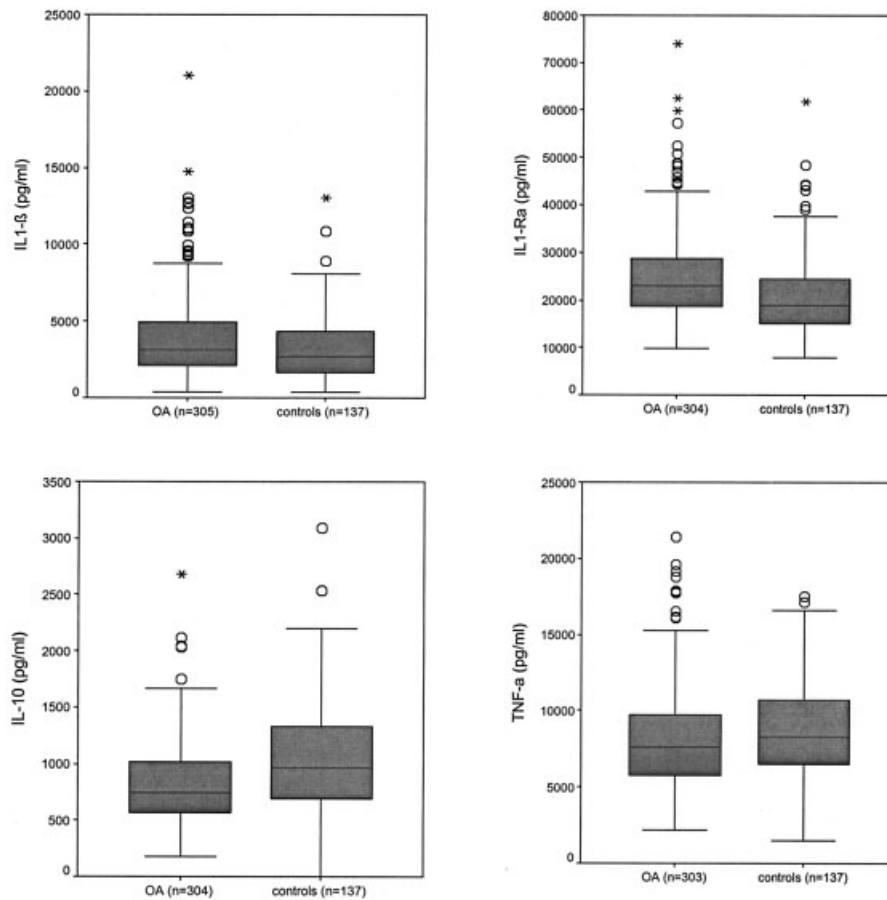 25000
20000
15000
10000
5000
0
IL1-ß (pg/ml)
OA (n=305)
controls (n=137)
80000
70000
60000
50000
40000
30000
20000
10000
0
IL1-Ra (pg/ml)
OA (n=304)
controls (n=137)
3500
3000
2500
2000
1500
1000
500
0
IL-10 (pg/ml)
OA (n=304)
controls (n=137)
25000
20000
15000
10000
5000
0
TNF-a (pg/ml)
OA (n=303)
controls (n=137)